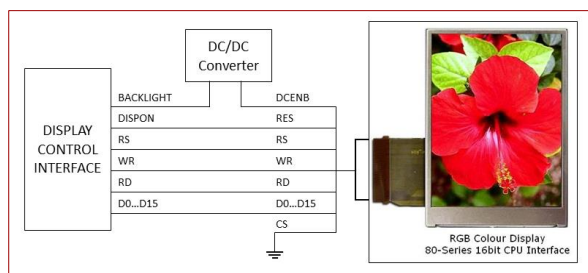 DC/DC
Converter
DISPLAY
CONTROL
INTERFACE
BACKLIGHT DCENB
DISPON RES
RS RS
WR WR
RD RD
D0...D15 D0...D15
CS
RGB Colour Display
80-Series 16bit CPU Interface